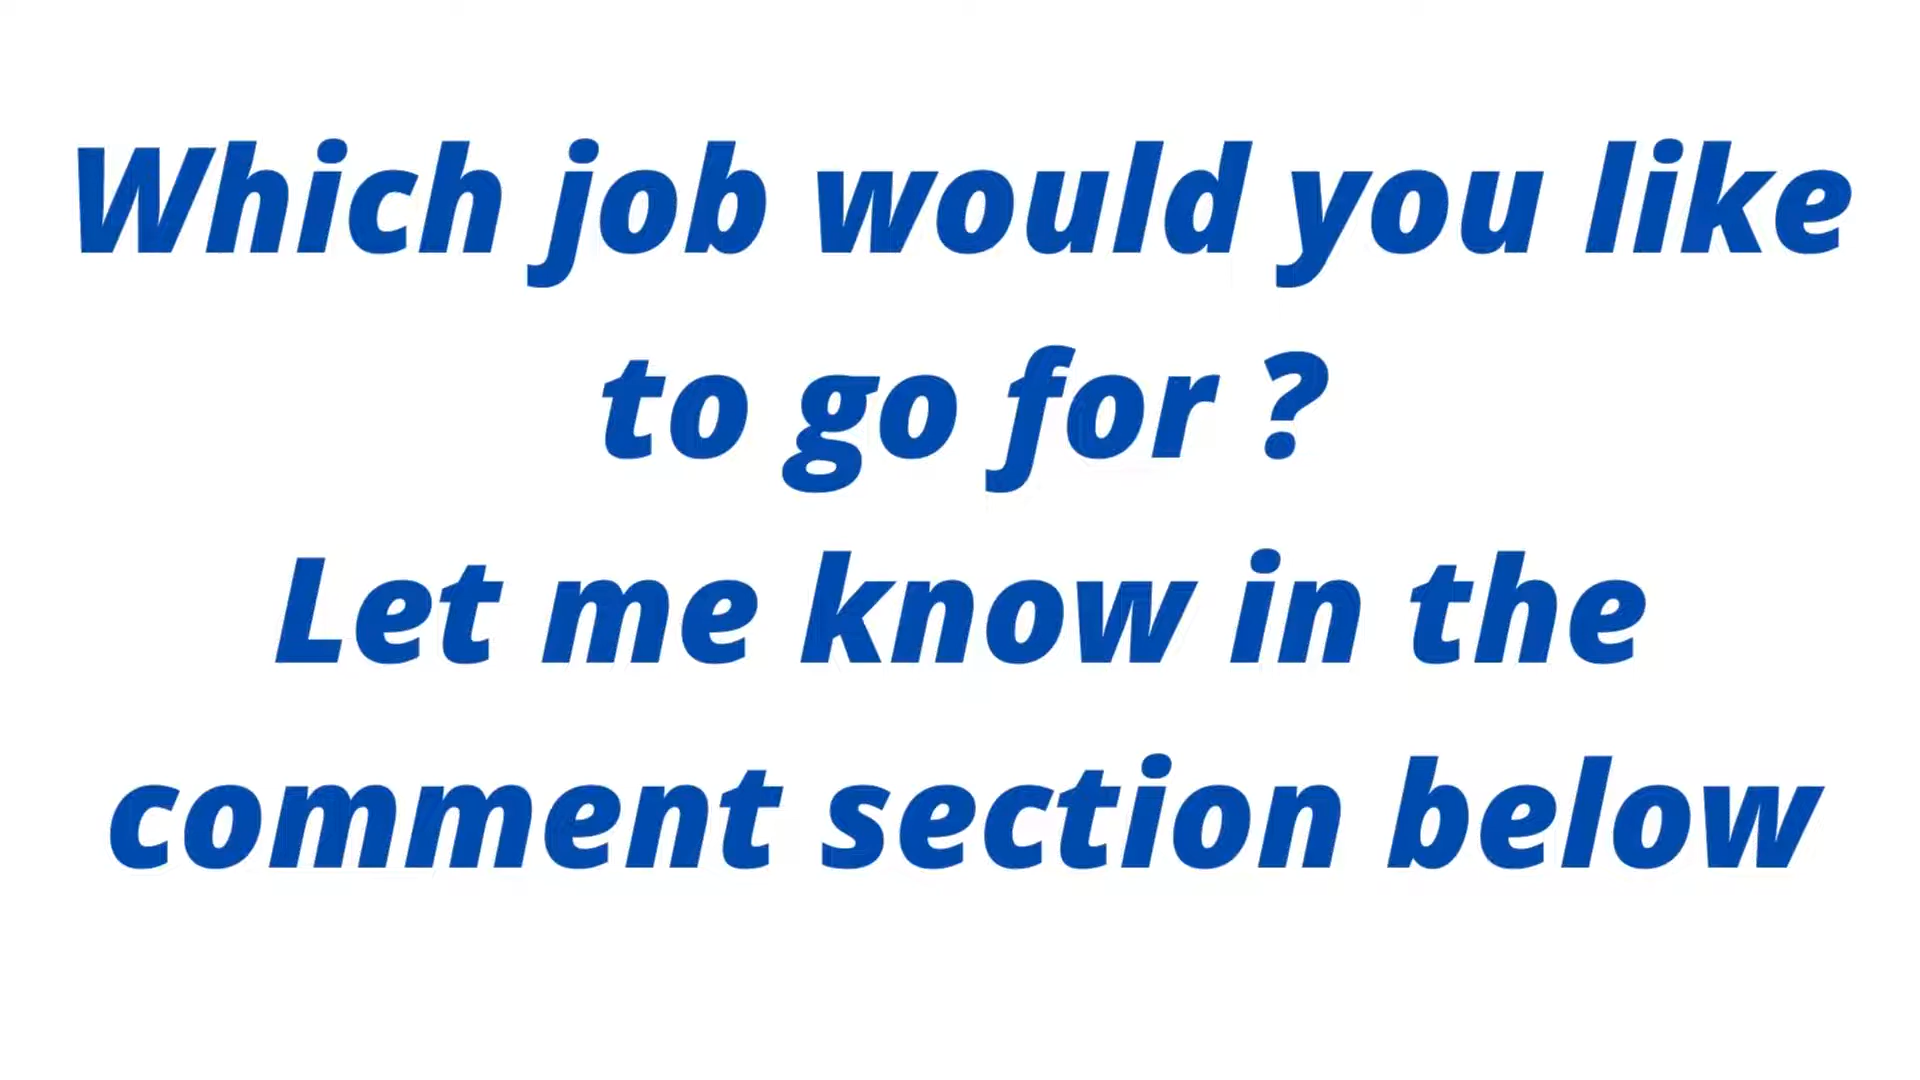 Which job would you like
to go for ?
Let me know in the
comment section below